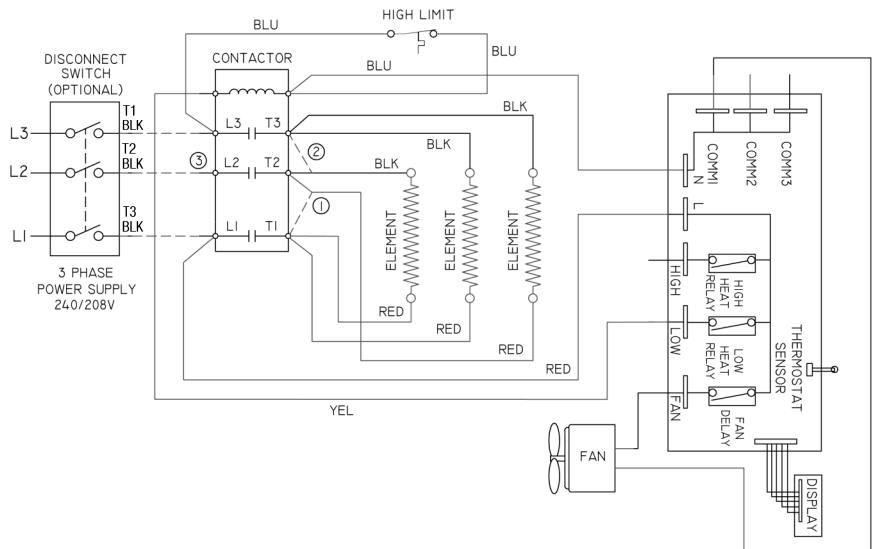 HIGH LIMIT
BLU
BLU
DISCONNECT
SWITCH
(OPTIONAL)
CONTACTOR
BLU
BLK
T1
BLK
L3
L3
T3
BLK
T2
BLK
L2
3
L2
T2
2
BLK
1
T3
BLK
L1
L1
T1
3 PHASE
POWER SUPPLY
240/208V
ELEMENT
ELEMENT
ELEMENT
RED
RED
RED
RED
YEL
COMM1
COMM2
COMM3
N
L
HIGH
HIGH
HEAT
RELAY
LOW
LOW
HEAT
RELAY
THERMOSTAT
SENSOR
FAN
FAN
DELAY
FAN
DISPLAY